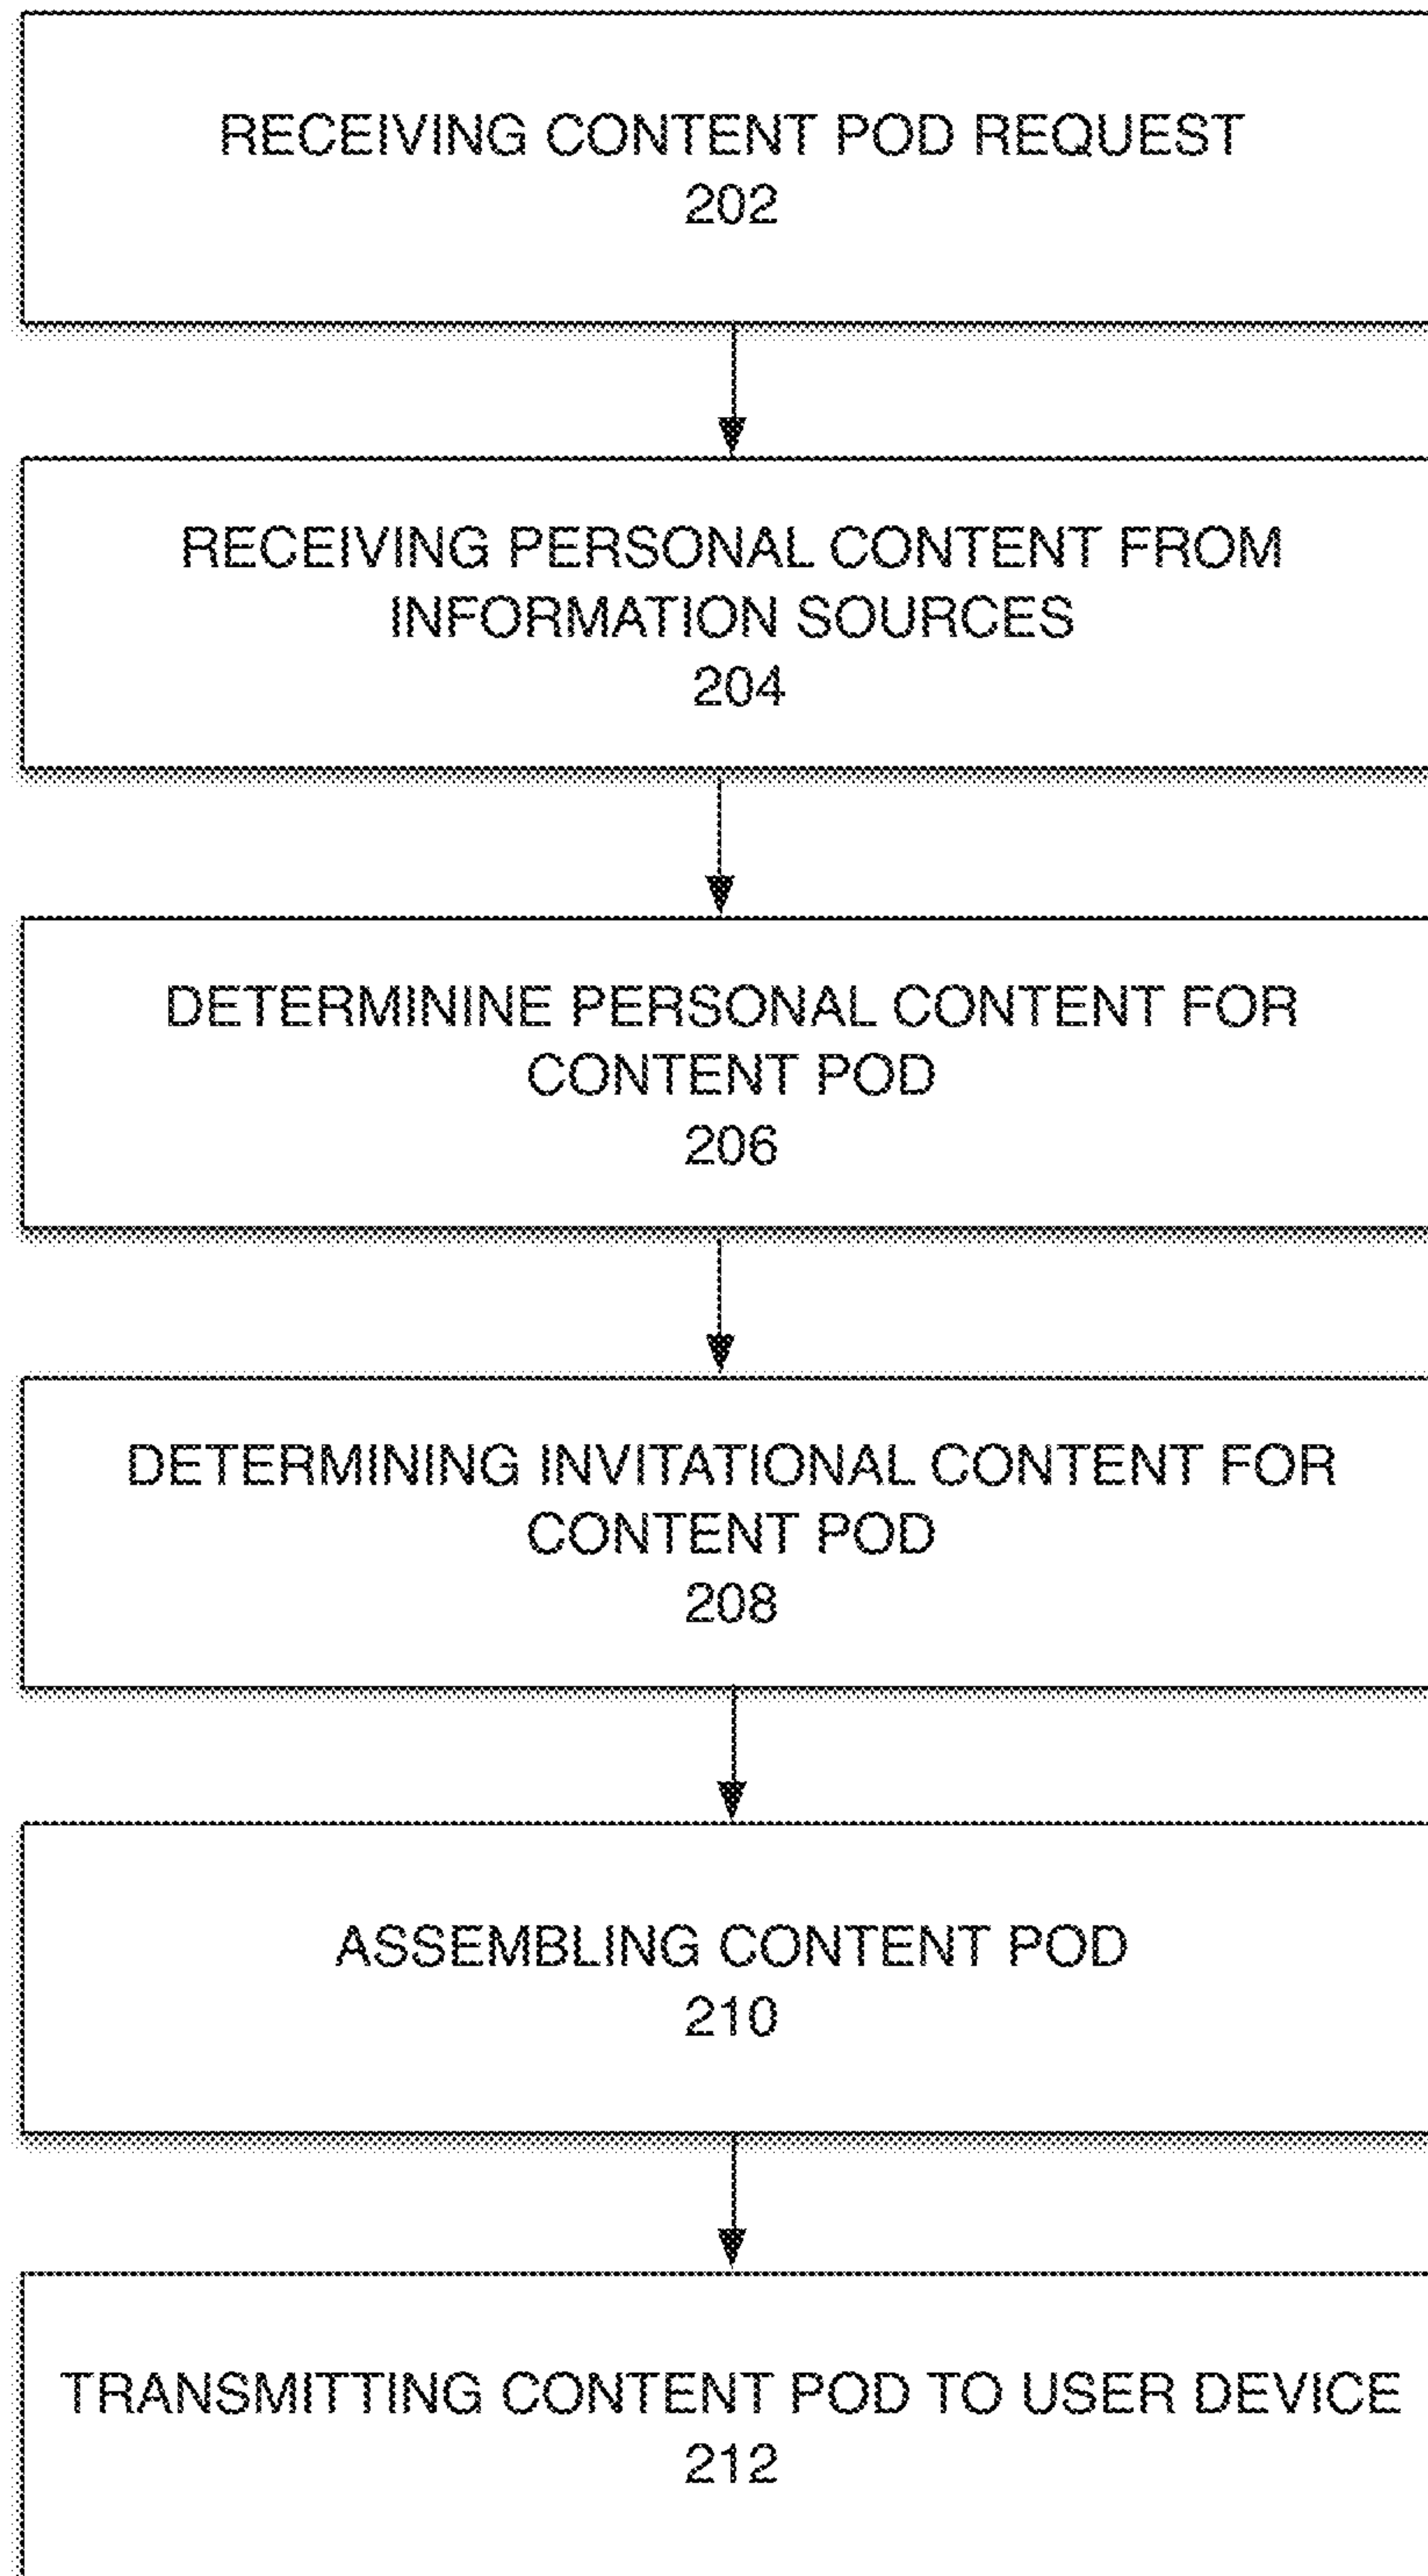 RECEIVING CONTENT POD REQUEST
202
RECEIVING PERSONAL CONTENT FROM
INFORMATION SOURCES
204
DETERMININE PERSONAL CONTENT FOR
CONTENT POD
206
DETERMINING INVITATIONAL CONTENT FOR
CONTENT POD
208
ASSEMBLING CONTENT POD
210
TRANSMITTING CONTENT POD TO USER DEVICE
212